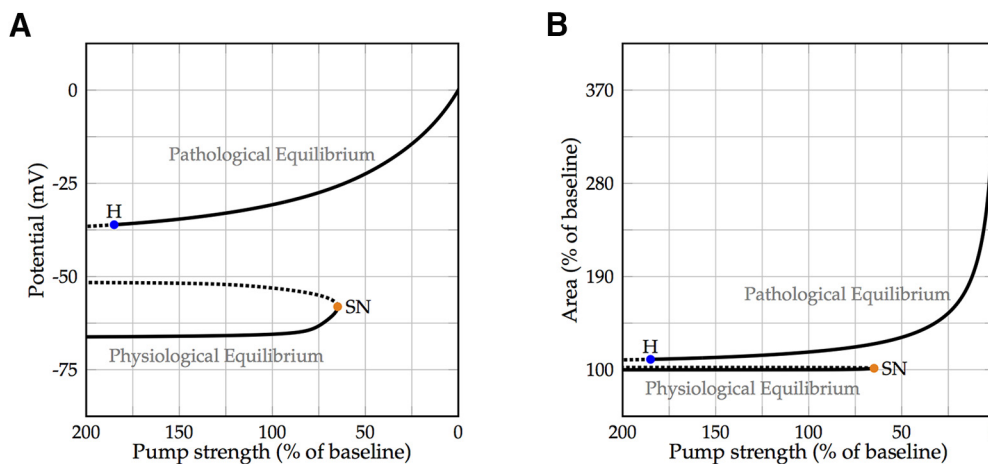 A
0
-25
-50
-75
Potential (mV)
Pathological Equilibrium
H
SN
Physiological Equilibrium
200
150
100
50
0
Pump strength (% of baseline)
B
370
280
190
100
Area (% of baseline)
Pathological Equilibrium
H
SN
Physiological Equilibrium
200
150
100
50
Pump strength (% of baseline)